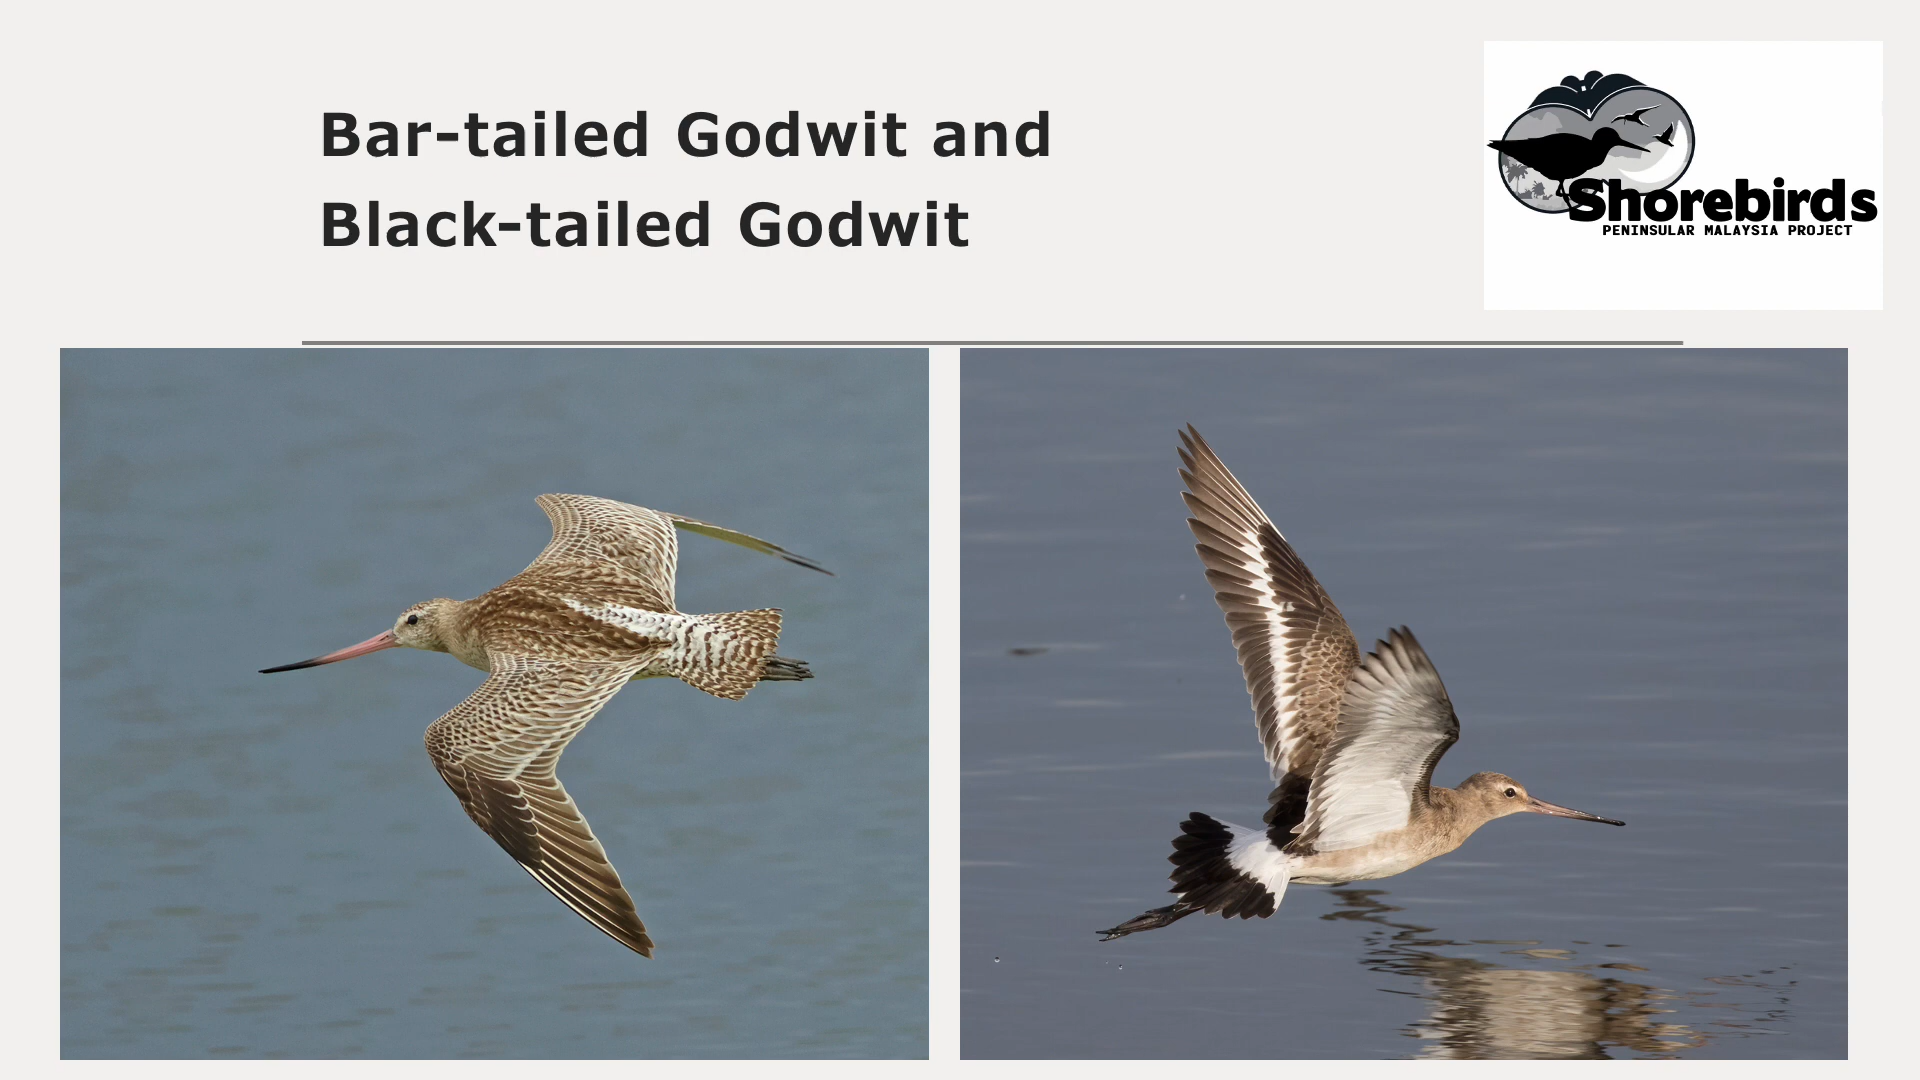 Bar-tailed Godwit and
Black-tailed Godwit
Shorebirds
PENINSULAR MALAYSIA PROJECT